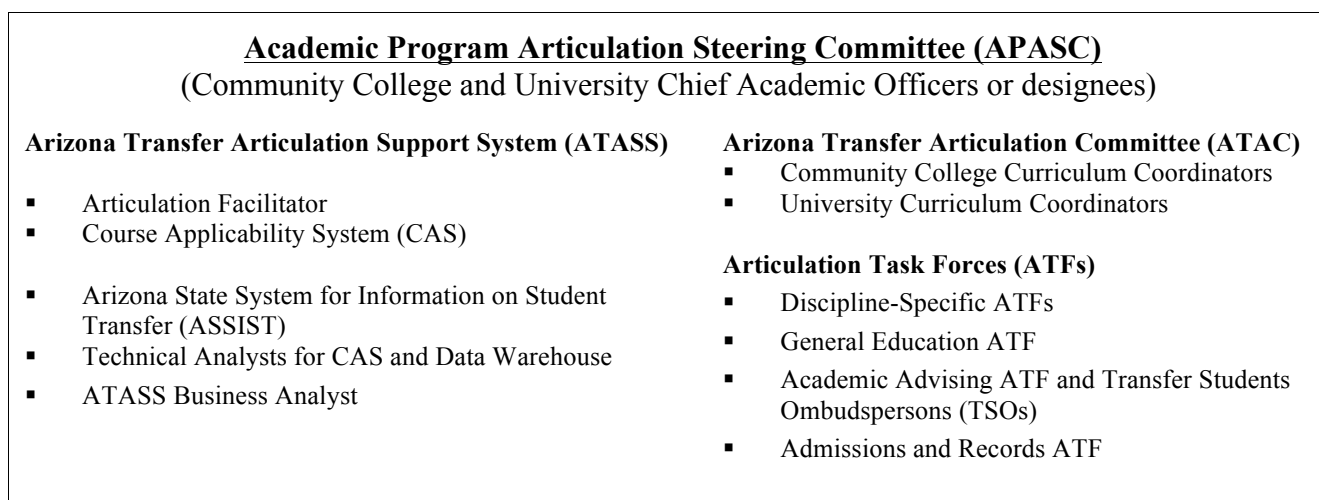 Academic Program Articulation Steering Committee (APASC)
(Community College and University Chief Academic Officers or designees)
Arizona Transfer Articulation Support System (ATASS)
▪ Articulation Facilitator
▪ Course Applicability System (CAS)
▪ Arizona State System for Information on Student
Transfer (ASSIST)
▪ Technical Analysts for CAS and Data Warehouse
▪ ATASS Business Analyst
Arizona Transfer Articulation Committee (ATAC)
▪ Community College Curriculum Coordinators
▪ University Curriculum Coordinators
Articulation Task Forces (ATFs)
▪ Discipline-Specific ATFs
▪ General Education ATF
▪ Academic Advising ATF and Transfer Students
Ombudspersons (TSOs)
▪ Admissions and Records ATF